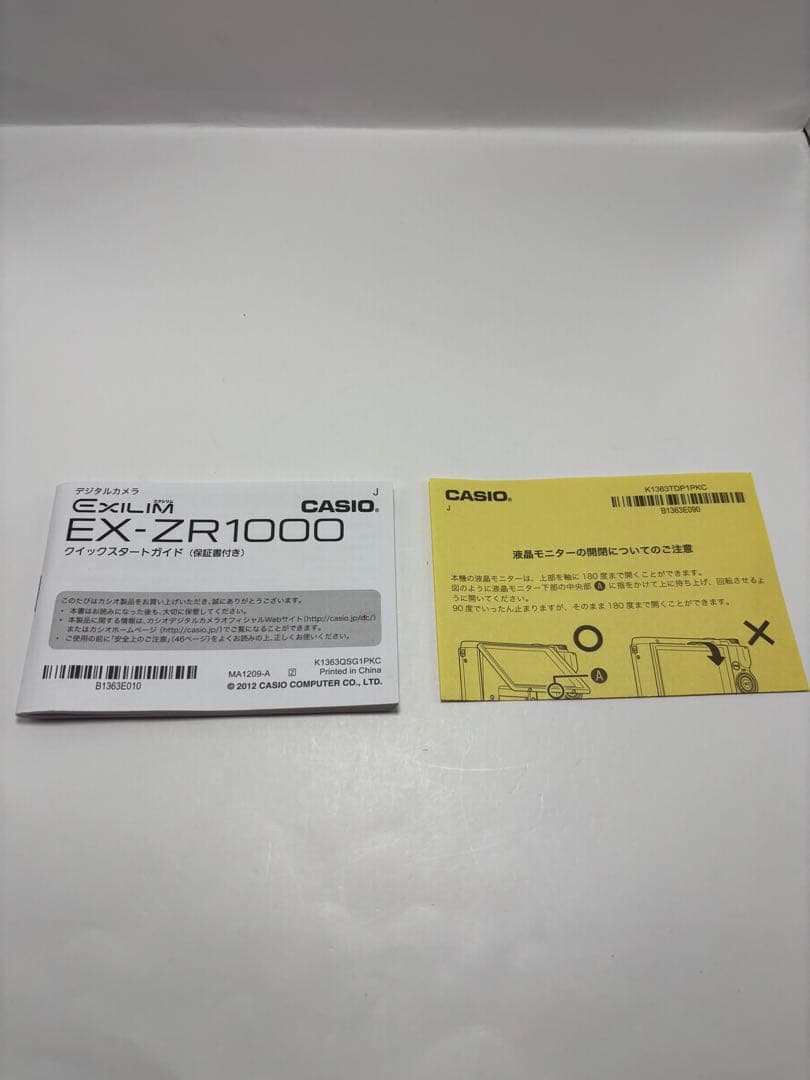 デジタルカメラ
J
エクシリム
EXILIM
CASIO®
EX-ZR1000
クイックスタートガイド（保証書付き）
このたびはカシオ製品をお買い上げいただき、誠にありがとうございます。
• 本書はお読みになった後も、大切に保管してください。
• 本製品に関する情報は、カシオデジタルカメラオフィシャルWebサイト(http://casio.jp/dc/)
またはカシオホームページ(http://casio.jp/)でご覧になることができます。
• ご使用の前に「安全上のご注意」(46ページ)をよくお読みの上、正しくお使いください。
B1363E010
MA1209-A
2
K1363QSG1PKC
Printed in China
© 2012 CASIO COMPUTER CO., LTD.
CASIO®
J
K1363TDP1PKC
B1363E090
液晶モニターの開閉についてのご注意
本機の液晶モニターは、上部を軸に180度まで開くことができます。
図のように液晶モニター下部の中央部 A に指をかけて上に持ち上げ、回転させるよ
うに開いてください。
90度でいったん止まりますが、そのまま180度まで開くことができます。
A